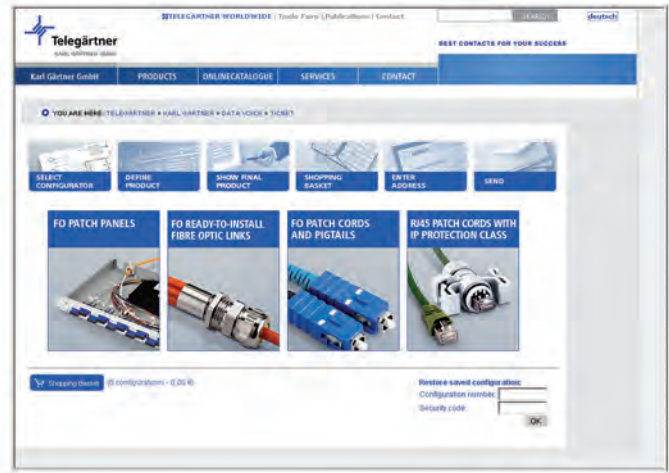 TELEGÄRTNER WORLDWIDE | Trade Fairs | Publications | Contact
SEARCH
deutsch
Telegärtner
KARL GÄRTNER GMBH
BEST CONTACTS FOR YOUR SUCCESS
Karl Gärtner GmbH PRODUCTS ONLINECATALOGUE SERVICES CONTACT
YOU ARE HERE: TELEGÄRTNER • KARL GÄRTNER • DATA VOICE • TICNET
SELECT CONFIGURATOR
DEFINE PRODUCT
SHOW FINAL PRODUCT
SHOPPING BASKET
ENTER ADDRESS
SEND
FO PATCH PANELS
FO READY-TO-INSTALL
FIBRE OPTIC LINKS
FO PATCH CORDS
AND PIGTAILS
RJ45 PATCH CORDS WITH
IP PROTECTION CLASS
Shopping Basket (0 configurations - 0,00 €)
Restore saved configuration:
Configuration number:
Security code:
OK